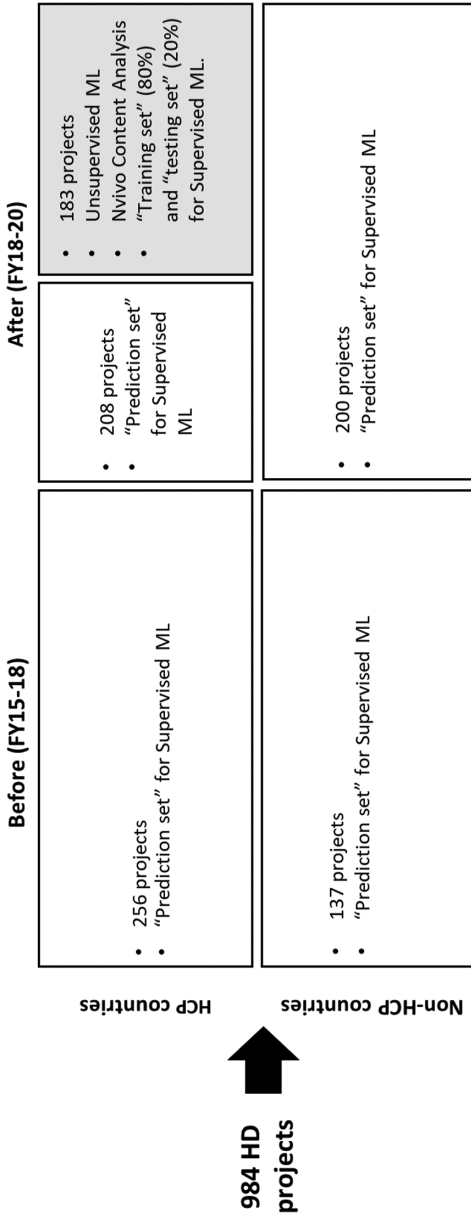 984 HD
projects
Before (FY15-18)
After (FY18-20)
HCP countries
• 256 projects
• “Prediction set” for Supervised ML
• 208 projects
• “Prediction set”
for Supervised
ML
• 183 projects
• Unsupervised ML
• Nvivo Content Analysis
• “Training set” (80%)
and “testing set” (20%)
for Supervised ML.
Non-HCP countries
• 137 projects
• “Prediction set” for Supervised ML
• 200 projects
• “Prediction set” for Supervised ML